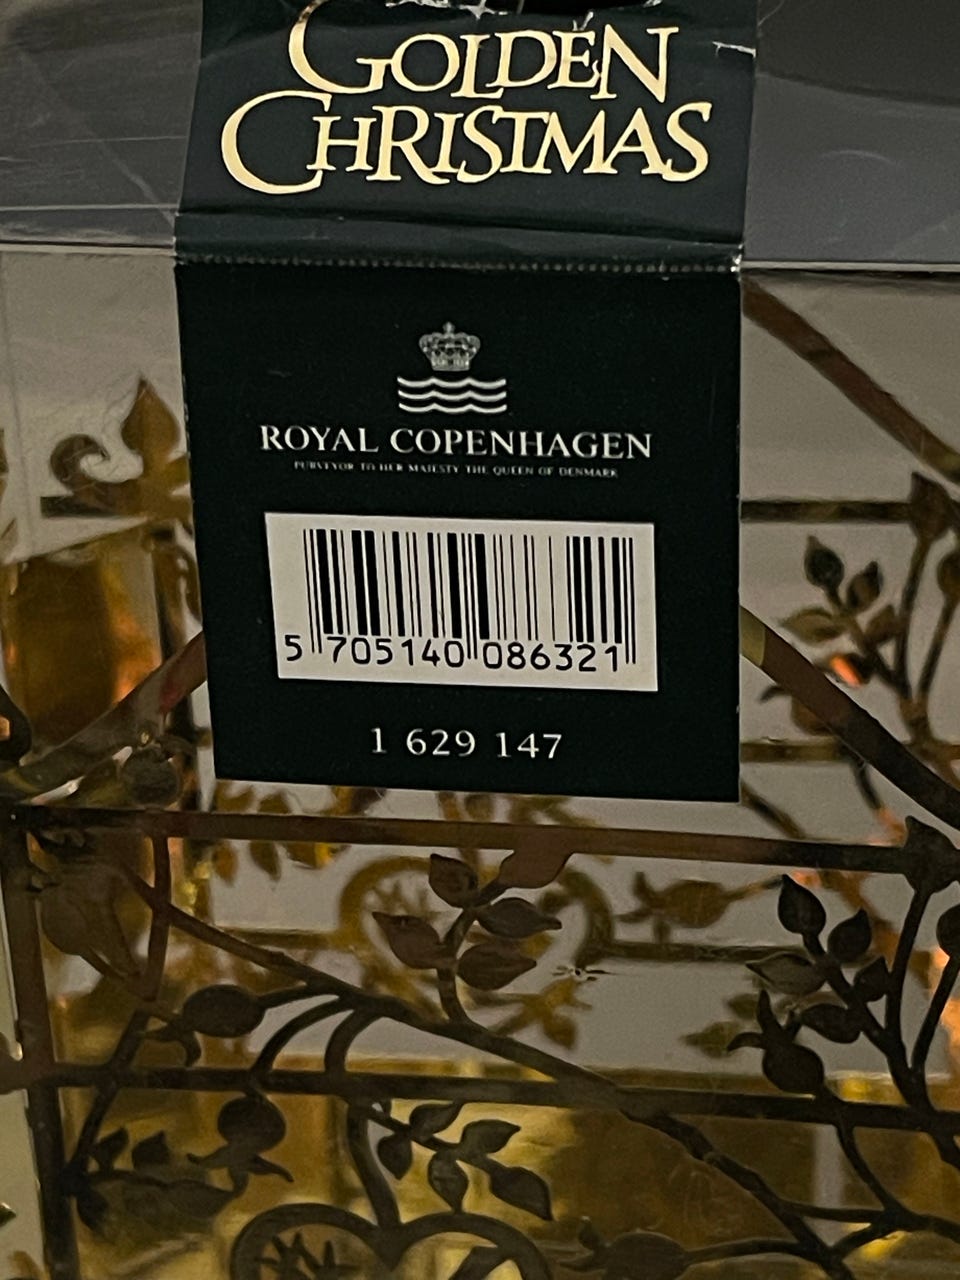 GOLDEN
CHRISTMAS
ROYAL COPENHAGEN
PURVEYOR TO HER MAJESTY THE QUEEN OF DENMARK
5 705140 086321
1 629 147